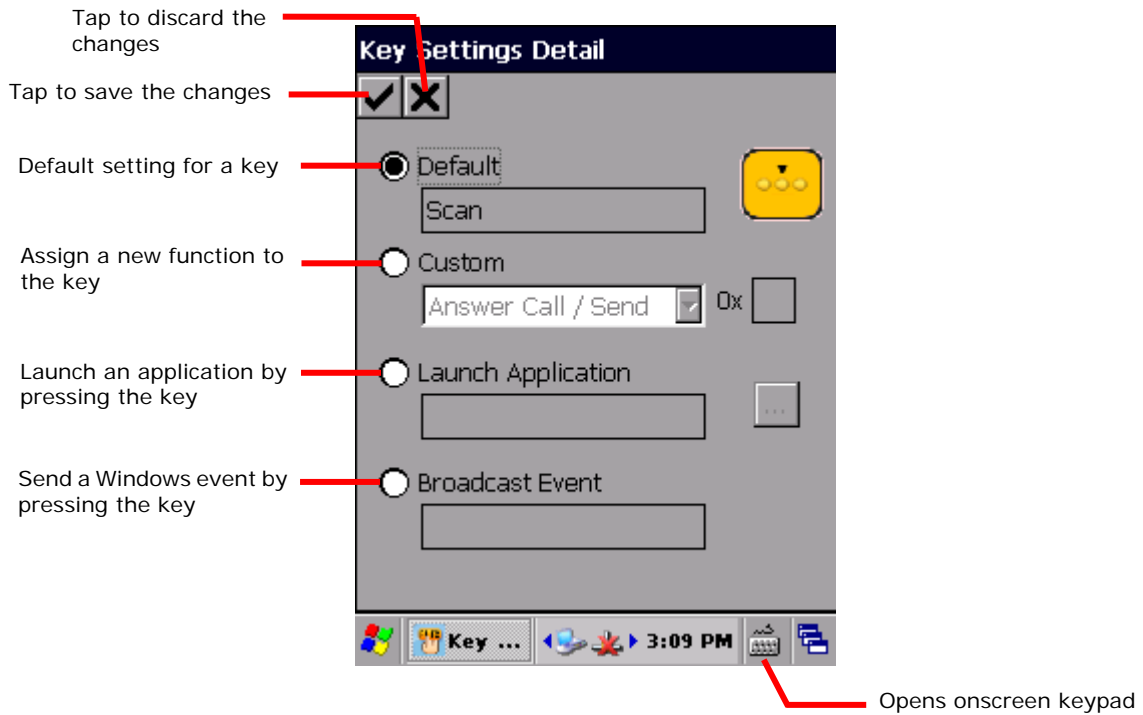 Tap to discard the
changes
Key Settings Detail
Tap to save the changes
Default setting for a key
Default
Scan
Assign a new function to
the key
Custom
Answer Call / Send
0x
Launch an application by
pressing the key
Launch Application
...
Send a Windows event by
pressing the key
Broadcast Event
Key ...
3:09 PM
Opens onscreen keypad